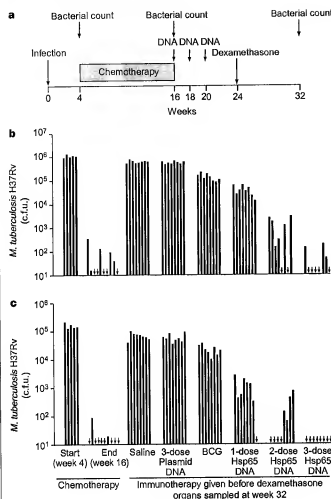 a
Bacterial count Bacterial count Bacterial count
DNA DNA DNA
Infection Dexamethasone
Chemotherapy
0 4 16 18 20 24 32
Weeks
b
M. tuberculosis H37Rv
(c.f.u.)
10⁷
10⁶
10⁵
10⁴
10³
10²
10¹
c
M. tuberculosis H37Rv
(c.f.u.)
10⁶
10⁵
10⁴
10³
10²
10¹
Start End Saline 3-dose BCG 1-dose 2-dose 3-dose
(week 4) (week 16) Plasmid Hsp65 Hsp65 Hsp65
DNA DNA DNA DNA
Chemotherapy Immunotherapy given before dexamethasone
organs sampled at week 32